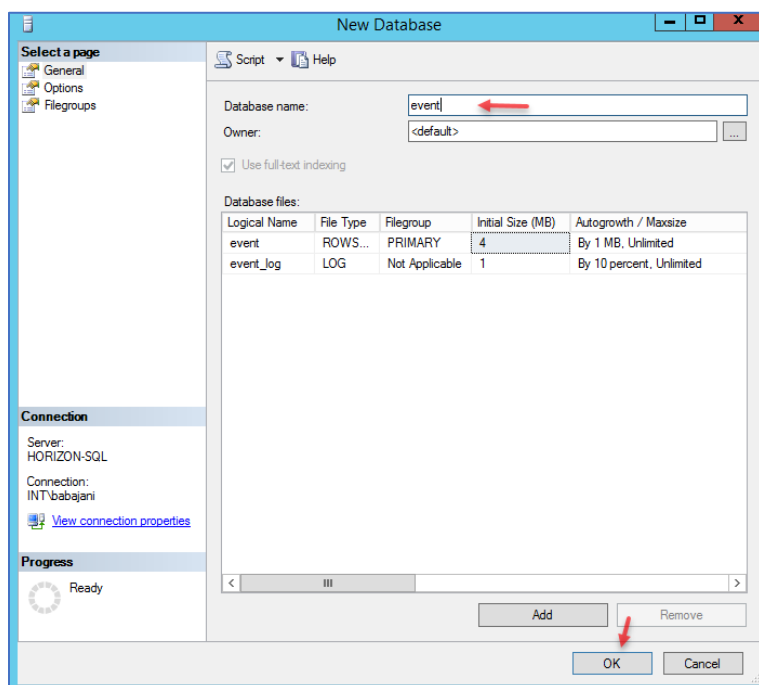 New Database
Select a page
General
Options
Filegroups
Script
Help
Database name:
event
Owner:
<default>
...
Use full-text indexing
Database files:
Logical Name File Type Filegroup Initial Size (MB) Autogrowth / Maxsize
event ROWS... PRIMARY 4 By 1 MB, Unlimited
event_log LOG Not Applicable 1 By 10 percent, Unlimited
Connection
Server:
HORIZON-SQL
Connection:
INT\babajani
View connection properties
Progress
Ready
Add
Remove
OK
Cancel